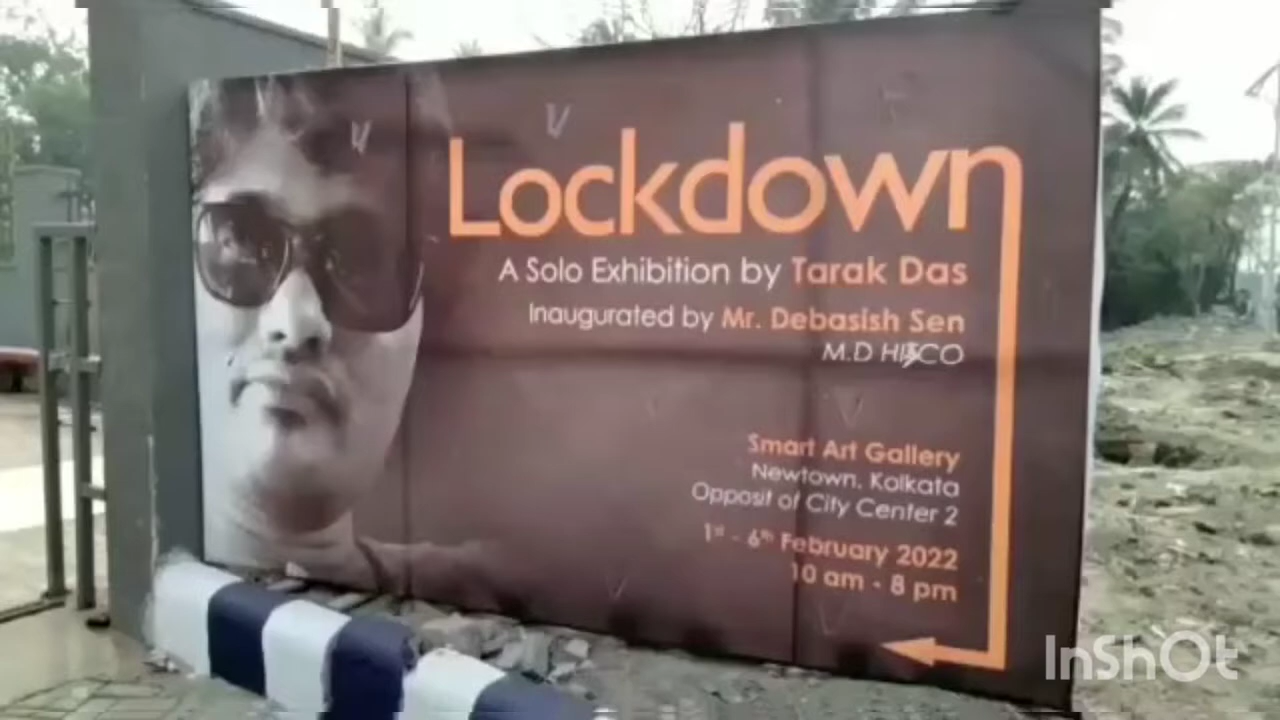 Lockdown
A Solo Exhibition by Tarak Das
Inaugurated by Mr. Debasish Sen
M.D
Smart Art Gallery
Newtown, Kolkata
Opposit of City Center 2
1st - 6th February 2022
10 am - 8 pm
InShOt